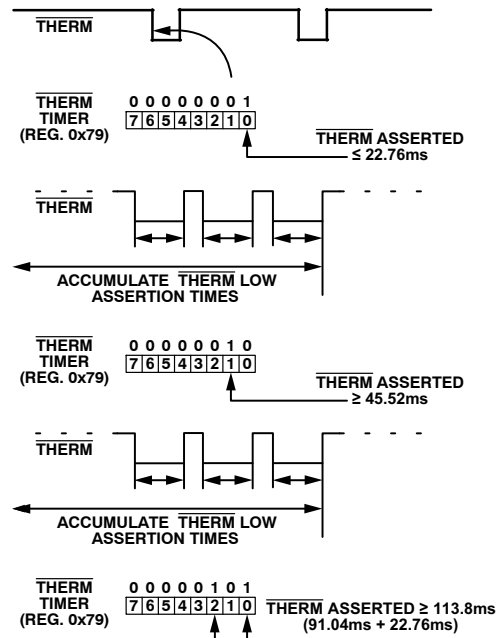 THERM
THERM
TIMER
(REG. 0x79)
0 0 0 0 0 0 0 1
7 6 5 4 3 2 1 0
THERM ASSERTED
≤ 22.76ms
THERM
ACCUMULATE THERM LOW
ASSERTION TIMES
THERM
TIMER
(REG. 0x79)
0 0 0 0 0 0 1 0
7 6 5 4 3 2 1 0
THERM ASSERTED
≥ 45.52ms
THERM
ACCUMULATE THERM LOW
ASSERTION TIMES
THERM
TIMER
(REG. 0x79)
0 0 0 0 0 1 0 1
7 6 5 4 3 2 1 0
THERM ASSERTED ≥ 113.8ms
(91.04ms + 22.76ms)